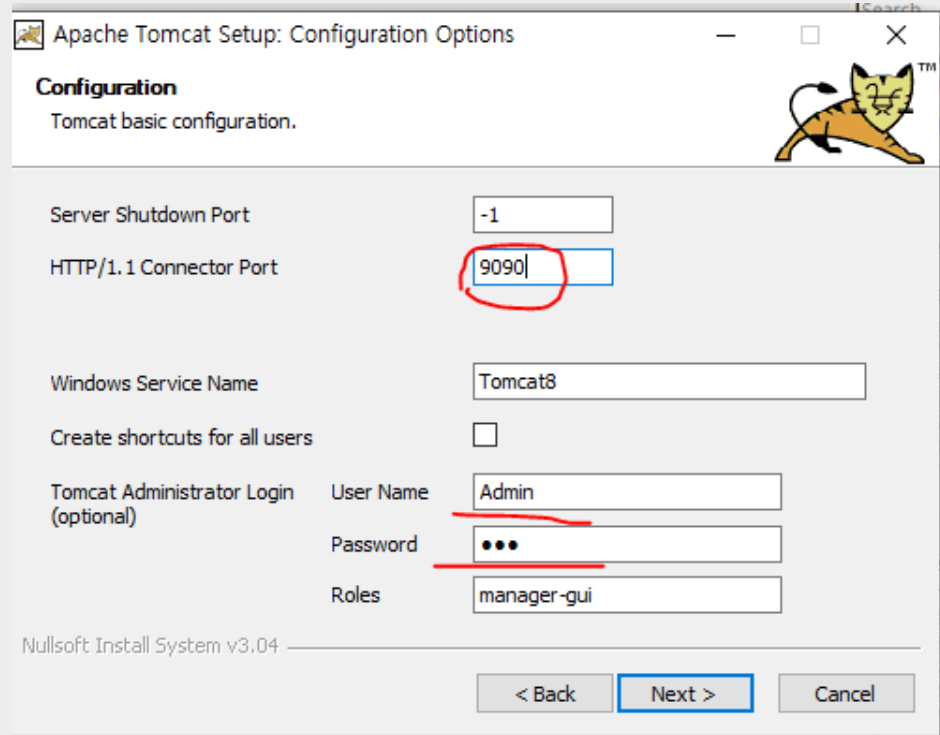 Search
Apache Tomcat Setup: Configuration Options
TM
Configuration
Tomcat basic configuration.
Server Shutdown Port -1
HTTP/1.1 Connector Port 9090
Windows Service Name Tomcat8
Create shortcuts for all users
Tomcat Administrator Login User Name Admin
(optional)
Password •••
Roles manager-gui
Nullsoft Install System v3.04
< Back Next > Cancel